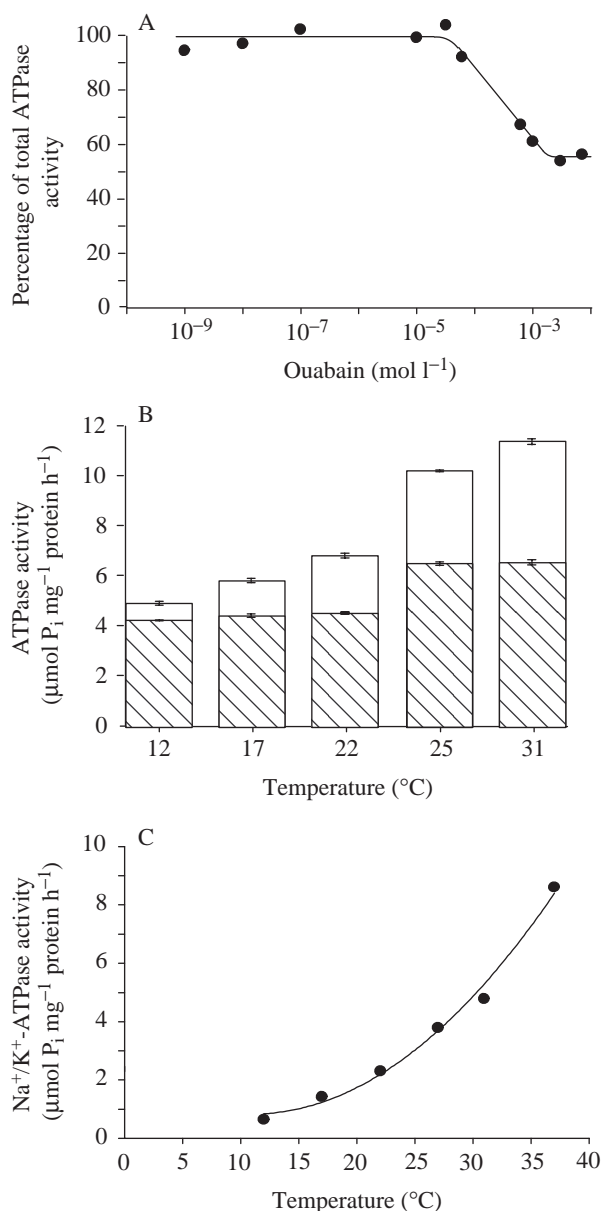 A
Percentage of total ATPase
activity
100
80
60
40
20
0
10⁻⁹ 10⁻⁷ 10⁻⁵ 10⁻³
Ouabain (mol l⁻¹)
B
ATPase activity
(μmol Pᵢ mg⁻¹ protein h⁻¹)
12
10
8
6
4
2
0
12 17 22 25 31
Temperature (°C)
C
Na⁺/K⁺-ATPase activity
(μmol Pᵢ mg⁻¹ protein h⁻¹)
10
8
6
4
2
0
0 5 10 15 20 25 30 35 40
Temperature (°C)